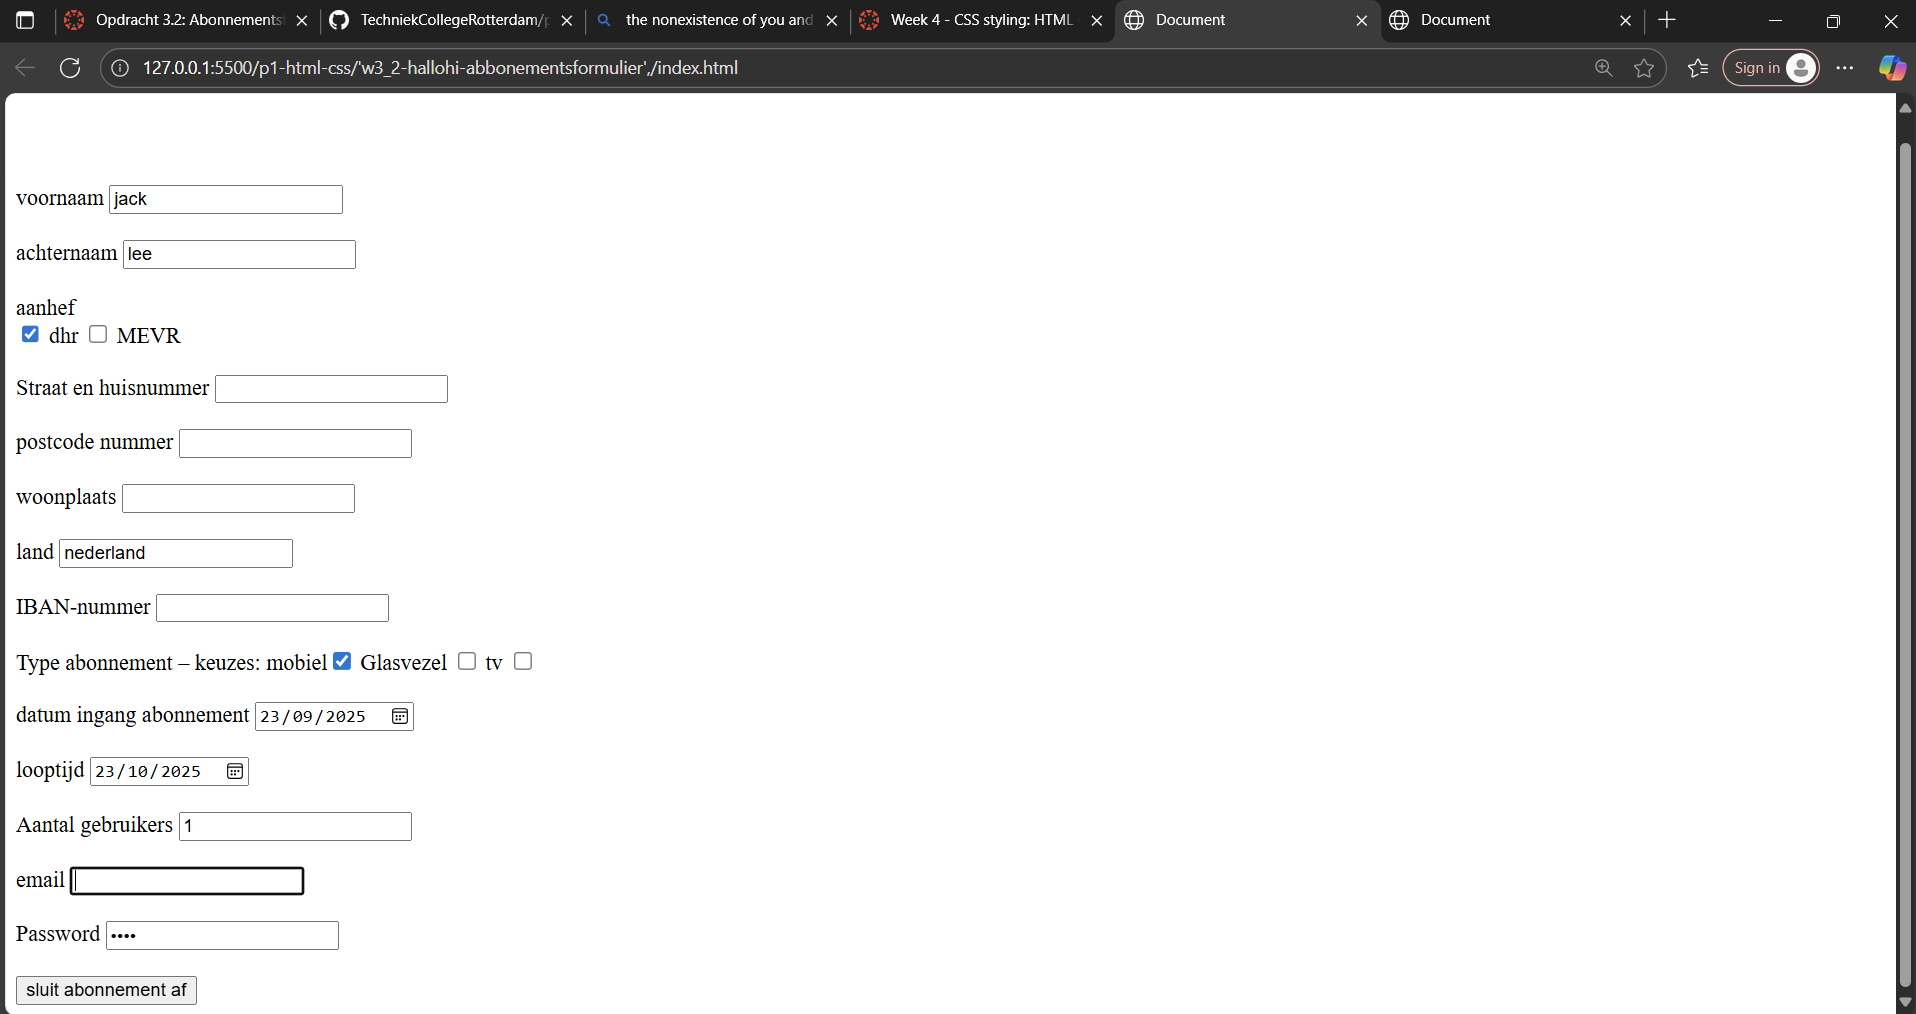 Opdracht 3.2: Abonnements
TechniekCollegeRotterdam/p
the nonexistence of you and
Week 4 - CSS styling: HTML
Document
Document
127.0.0.1:5500/p1-html-css/'w3_2-hallohi-abbonementsformulier',/index.html
Sign in
voornaam jack
achternaam lee
aanhef
dhr MEVR
Straat en huisnummer
postcode nummer
woonplaats
land nederland
IBAN-nummer
Type abonnement – keuzes: mobiel Glasvezel tv
datum ingang abonnement 23/09/2025
looptijd 23/10/2025
Aantal gebruikers 1
email
Password ••••
sluit abonnement af